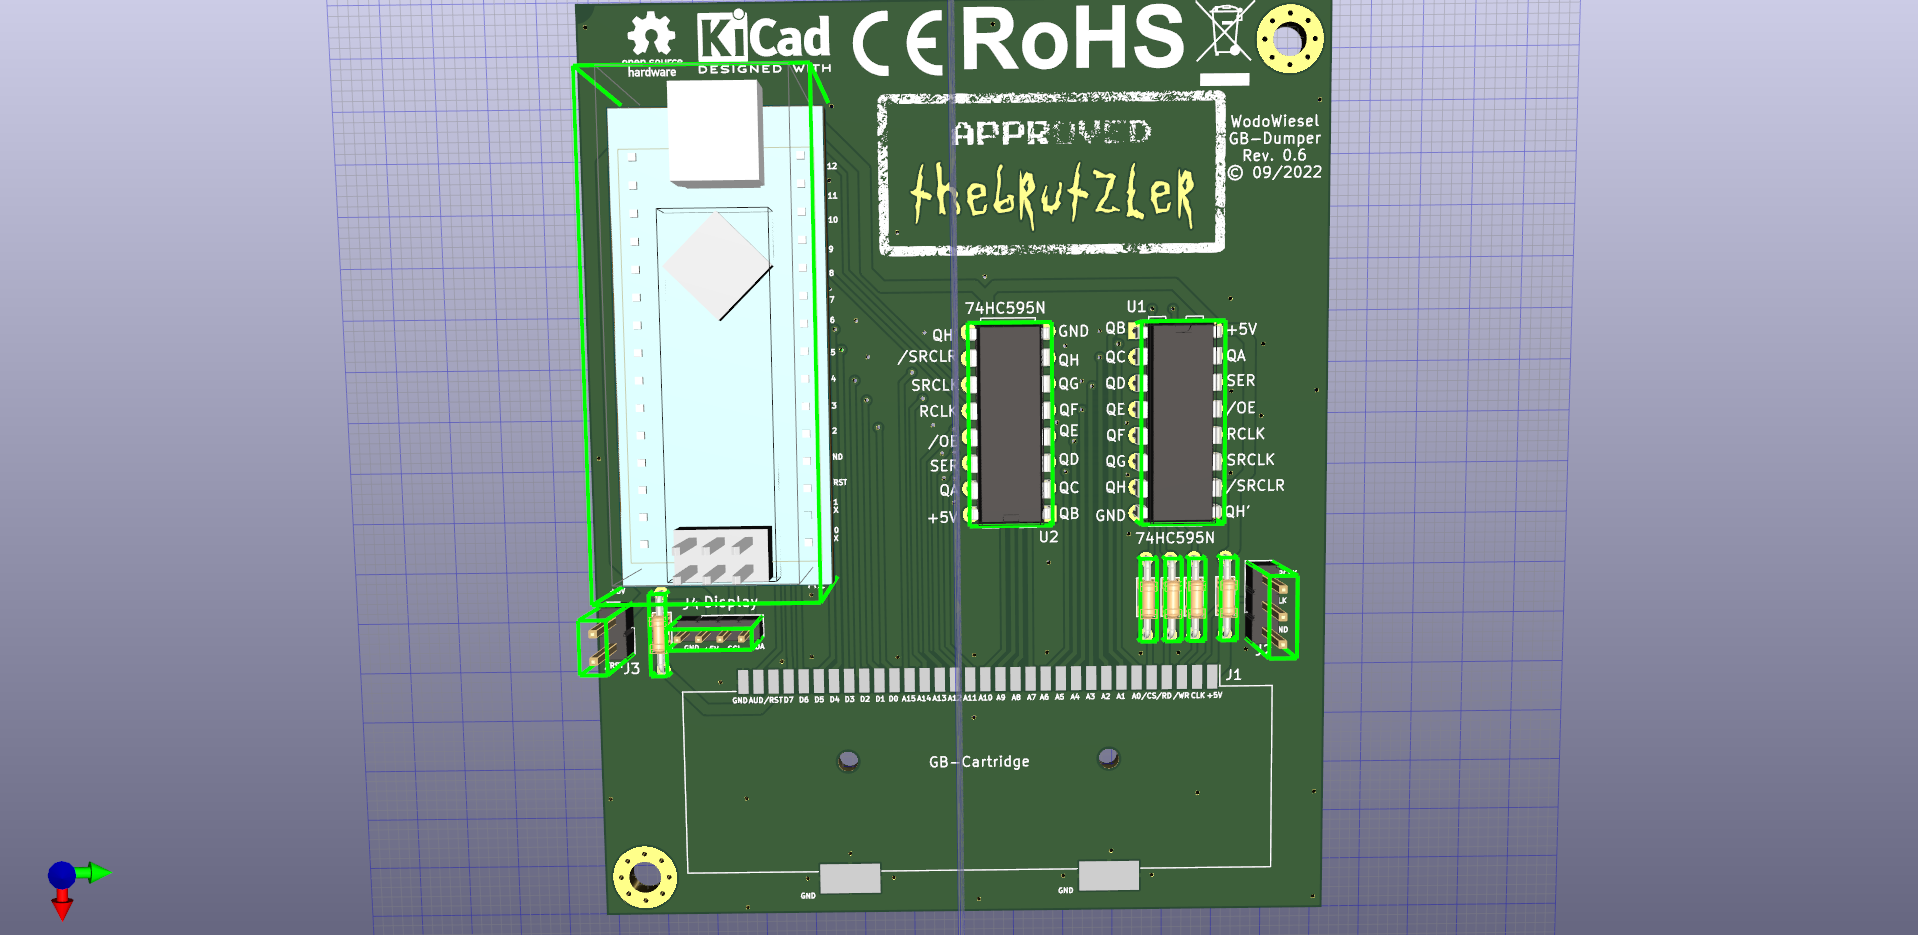 open source
hardware
KiCad
DESIGNED WITH
CE RoHS
APPROVED
thebRutZleR
WodoWiesel
GB-Dumper
Rev. 0.6
© 09/2022
12
11
10
9
8
7
6
5
4
3
2
ND
RST
1
X
0
X
74HC595N
QH
/SRCLR
SRCLK
RCLK
/OE
SER
QA
+5V
GND
QH
QG
QF
QE
QD
QC
QB
U2
U1
QB
QC
QD
QE
QF
QG
QH
GND
+5V
QA
SER
/OE
RCLK
SRCLK
/SRCLR
QH'
74HC595N
J4 Display
J3
LK
ND
J1
GND AUD /RST D7 D6 D5 D4 D3 D2 D1 D0 A15 A14 A13 A12 A11 A10 A9 A8 A7 A6 A5 A4 A3 A2 A1 A0 /CS /RD /WR CLK +5V
GB-Cartridge
GND
GND